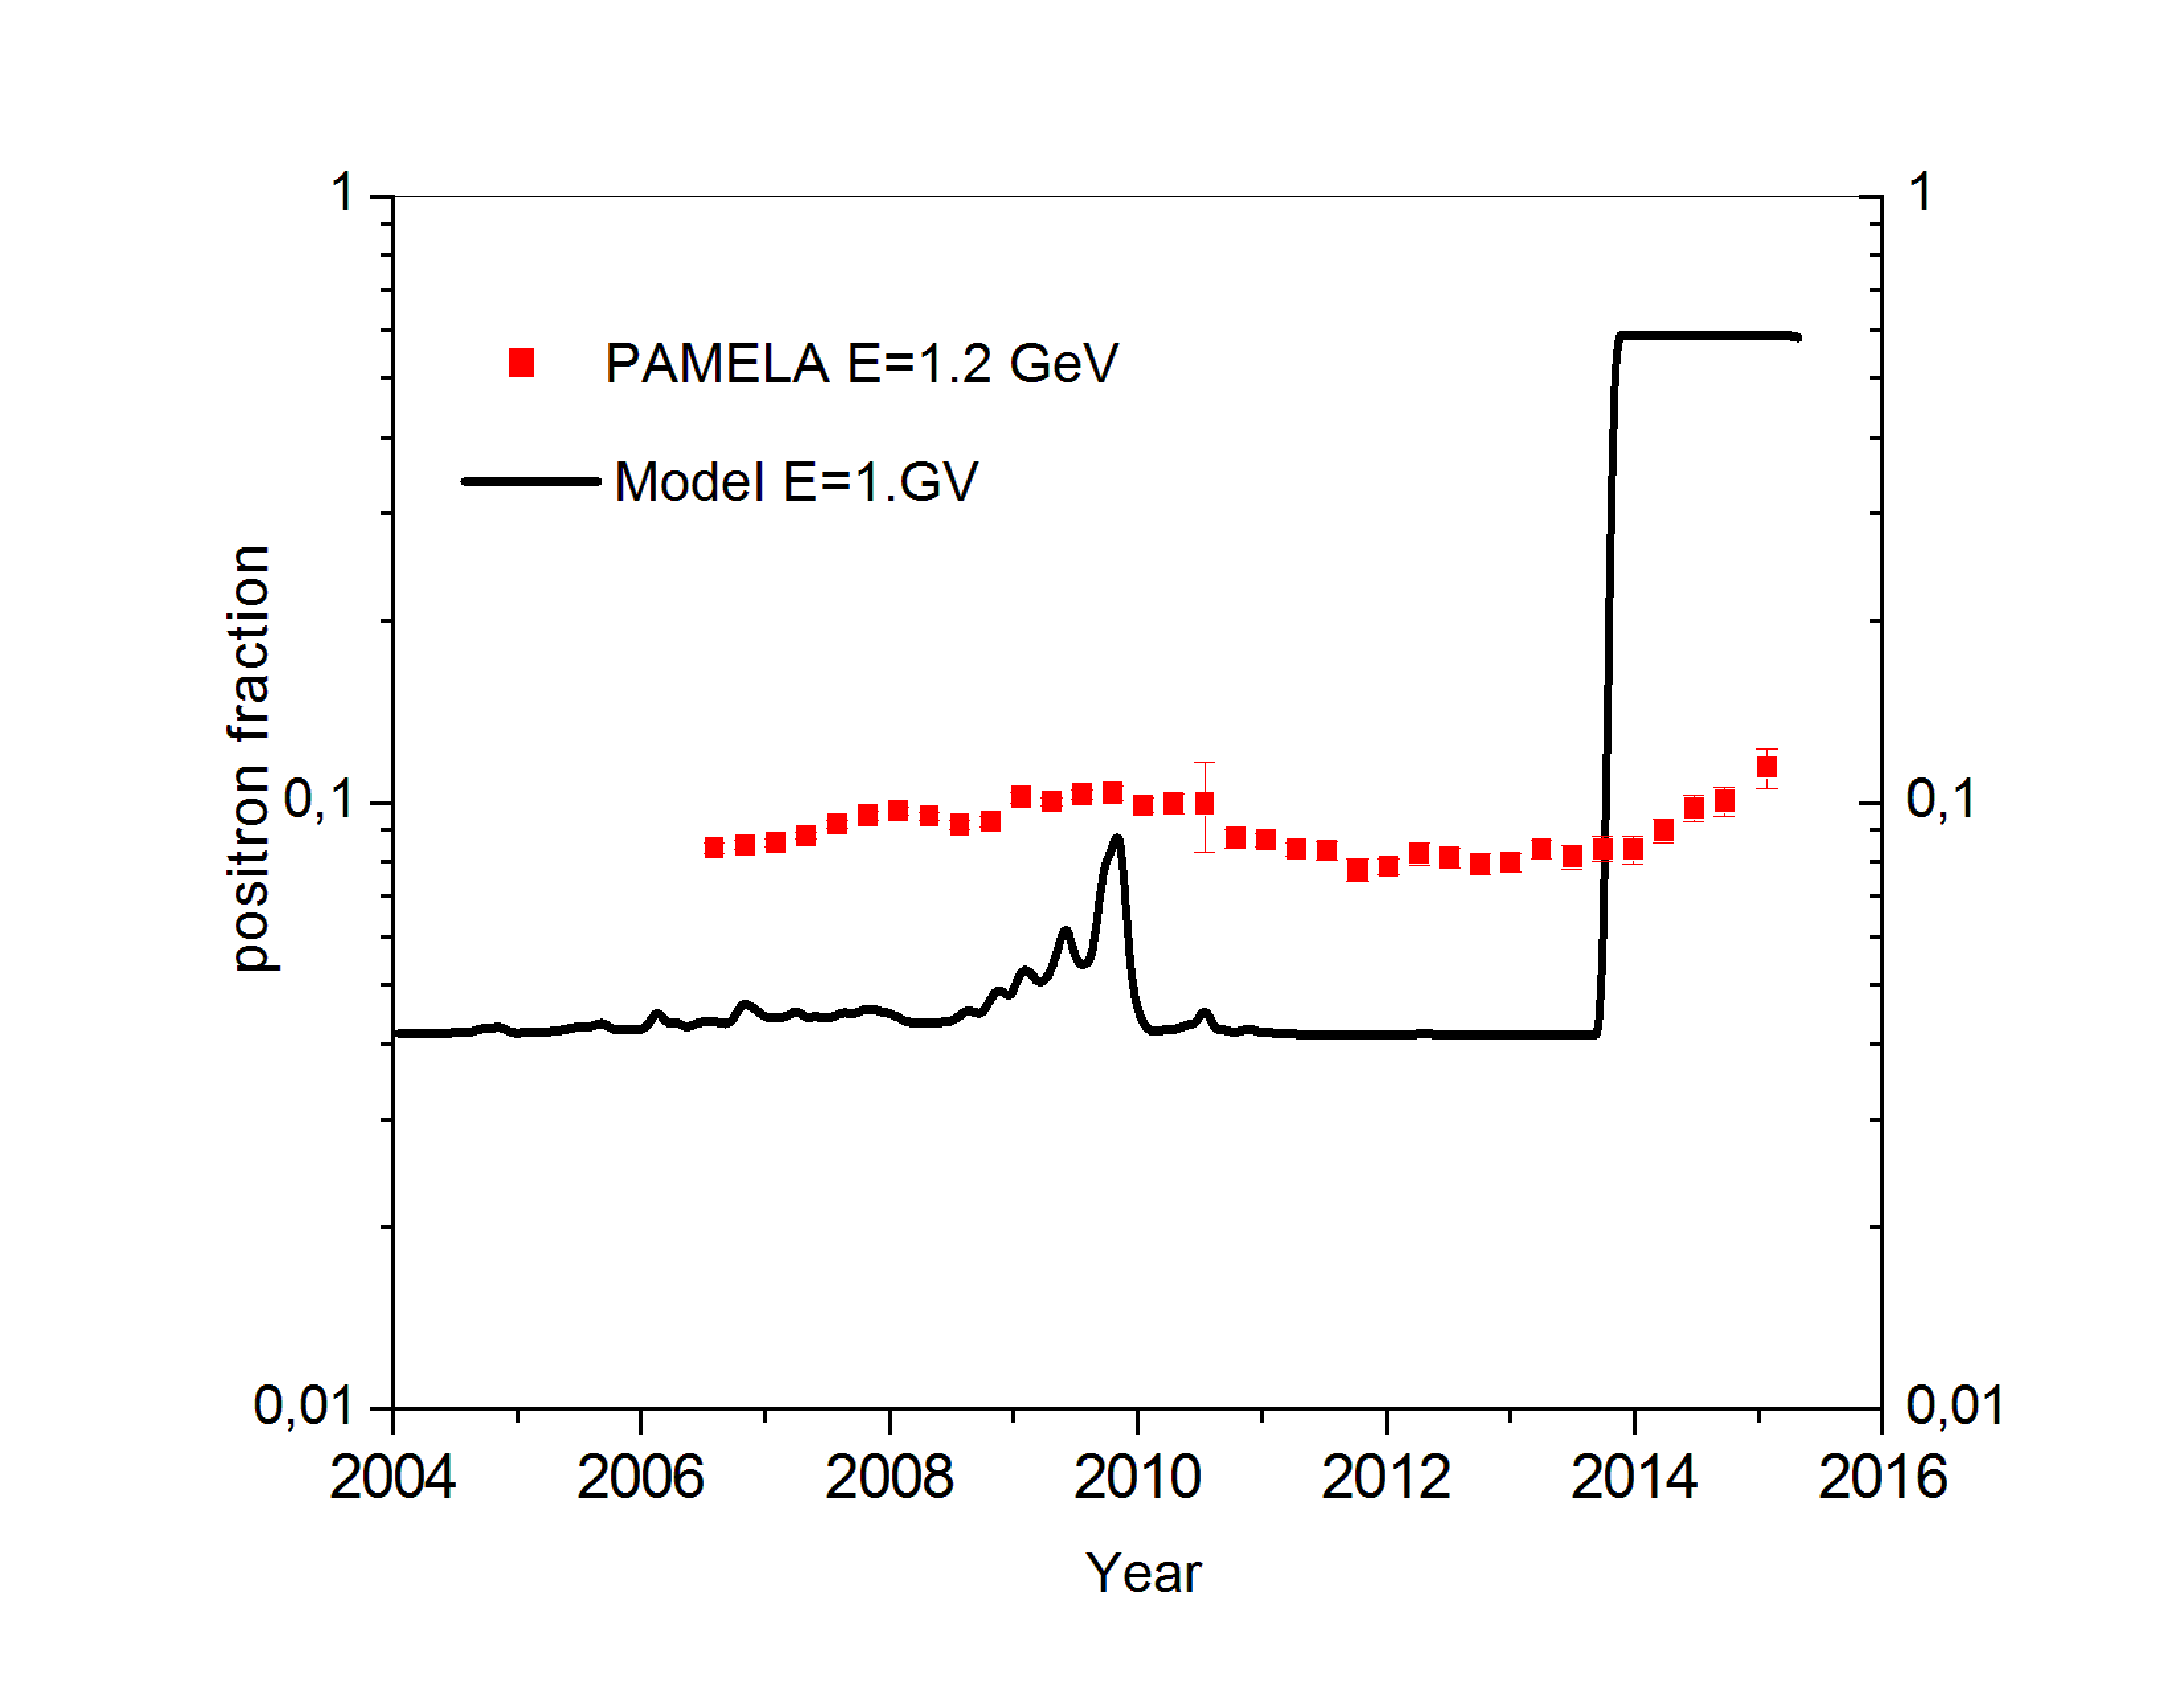 1
1
PAMELA E=1.2 GeV
Model E=1.GV
positron fraction
0,1
0,1
0,01
0,01
2004 2006 2008 2010 2012 2014 2016
Year